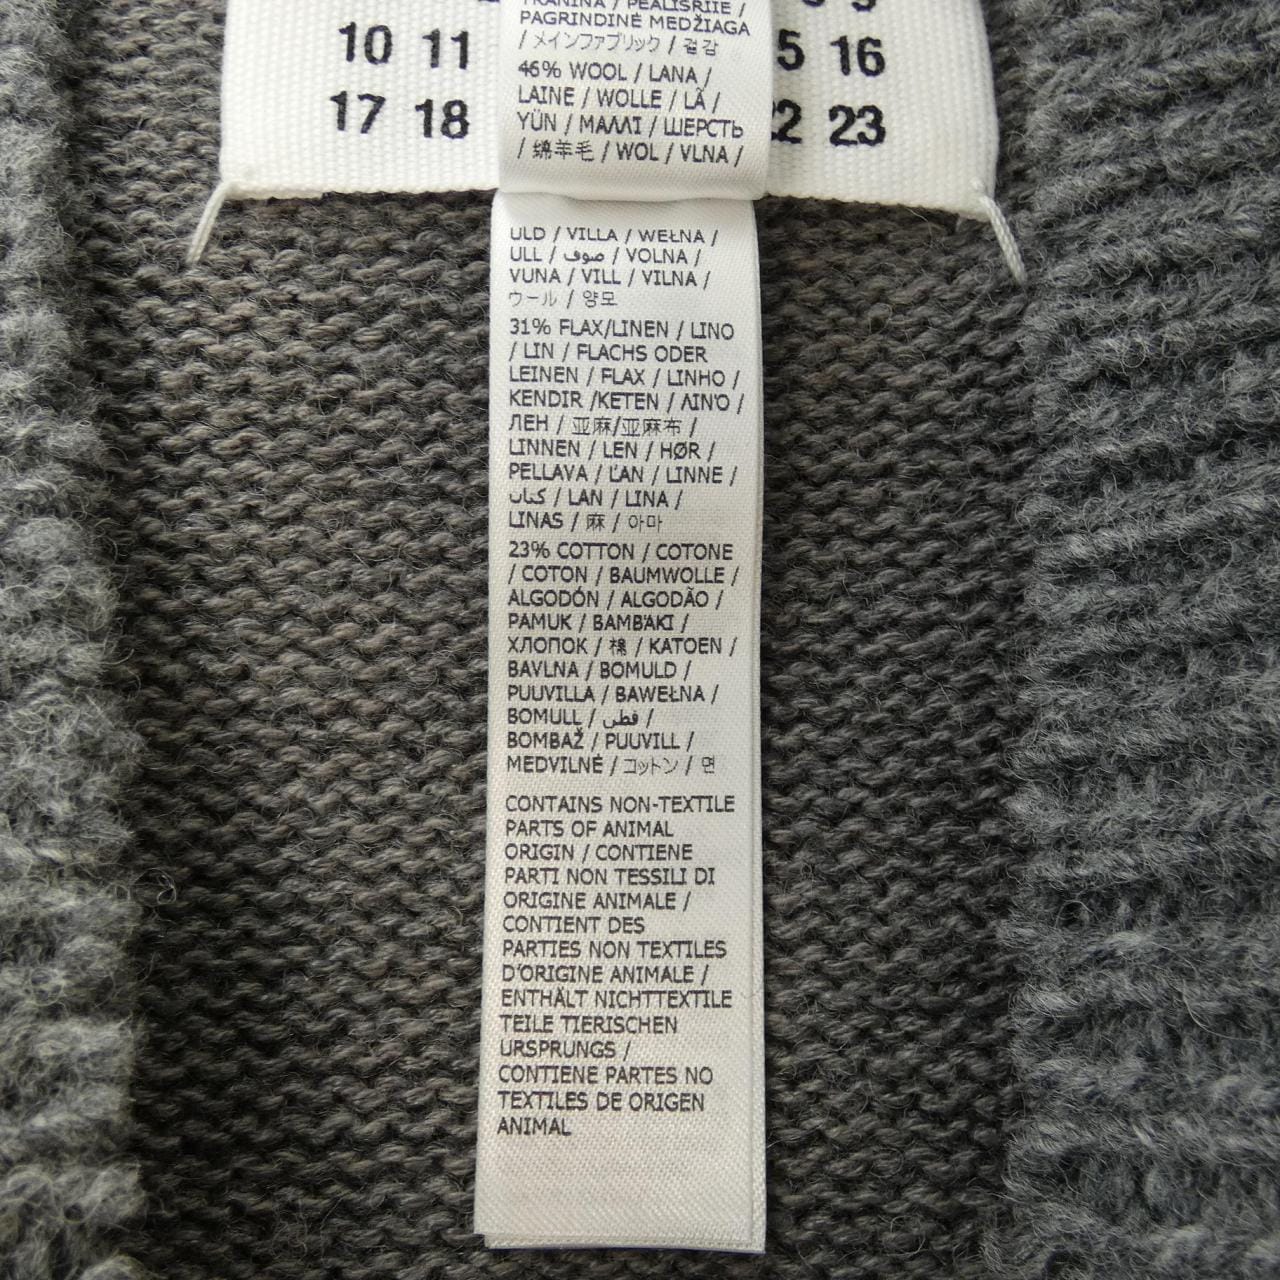 TKANINA / PEALISRIIE /
PAGRINDINĖ MEDŽIAGA
/ メインファブリック / 겉감
10 11 5 16
46% WOOL / LANA /
LAINE / WOLLE / LÃ /
17 18 22 23
YÜN / ΜΑΛΛΙ / ШЕРСТЬ
/ 绵羊毛 / WOL / VLNA /
ULD / VILLA / WEŁNA /
ULL / صوف / VOLNA /
VUNA / VILL / VILNA /
ウール / 양모
31% FLAX/LINEN / LINO
/ LIN / FLACHS ODER
LEINEN / FLAX / LINHO /
KENDIR /KETEN / ΛΙΝΌ /
ЛЕН / 亚麻/亚麻布 /
LINNEN / LEN / HØR /
PELLAVA / ĽAN / LINNE /
كتان / LAN / LINA /
LINAS / 麻 / 아마
23% COTTON / COTONE
/ COTON / BAUMWOLLE /
ALGODÓN / ALGODÃO /
PAMUK / ΒΑΜΒΆΚΙ /
ХЛОПОК / 棉 / KATOEN /
BAVLNA / BOMULD /
PUUVILLA / BAWEŁNA /
BOMULL / قطن /
BOMBAŽ / PUUVILL /
MEDVILNĖ / コットン / 면
CONTAINS NON-TEXTILE
PARTS OF ANIMAL
ORIGIN / CONTIENE
PARTI NON TESSILI DI
ORIGINE ANIMALE /
CONTIENT DES
PARTIES NON TEXTILES
D'ORIGINE ANIMALE /
ENTHÄLT NICHTTEXTILE
TEILE TIERISCHEN
URSPRUNGS /
CONTIENE PARTES NO
TEXTILES DE ORIGEN
ANIMAL